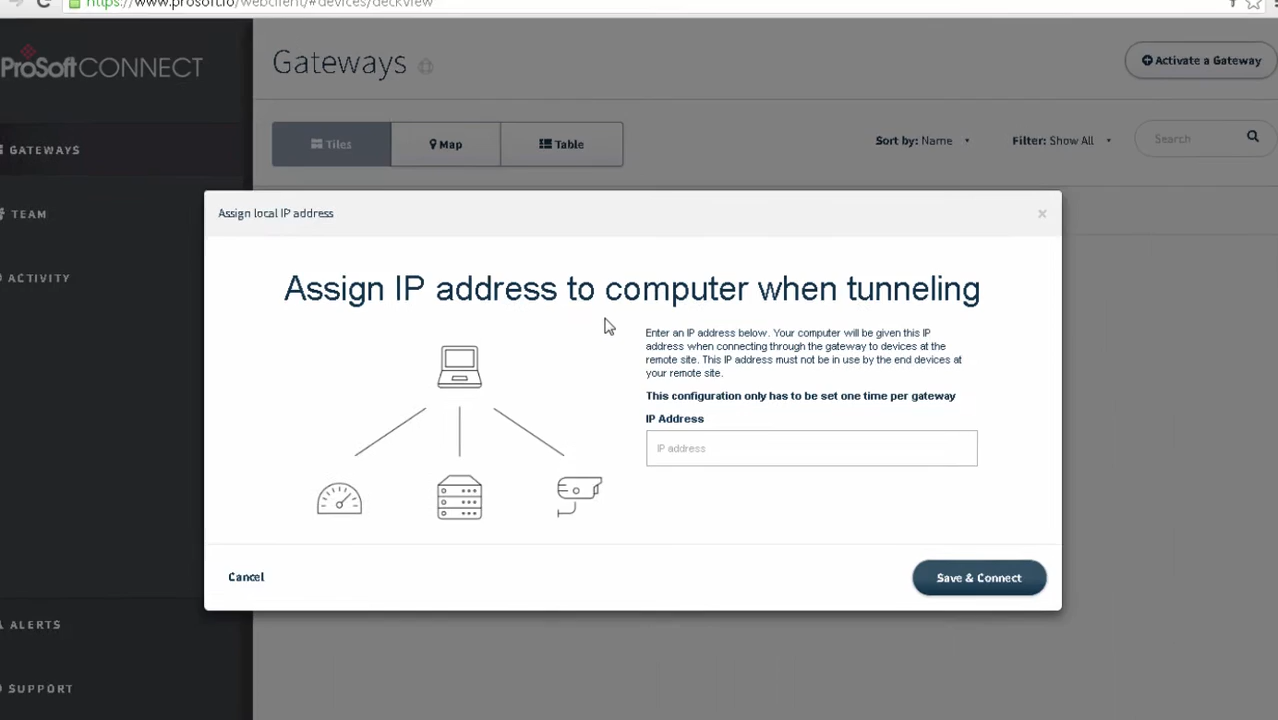 https://www.prosoft.io/webclient/#devices/deckview
ProSoft CONNECT
Gateways
Activate a Gateway
GATEWAYS
Tiles
Map
Table
Sort by: Name
Filter: Show All
Search
TEAM
ACTIVITY
Assign local IP address
×
Assign IP address to computer when tunneling
Enter an IP address below. Your computer will be given this IP
address when connecting through the gateway to devices at the
remote site. This IP address must not be in use by the end devices at
your remote site.
This configuration only has to be set one time per gateway
IP Address
IP address
Cancel
Save & Connect
ALERTS
SUPPORT